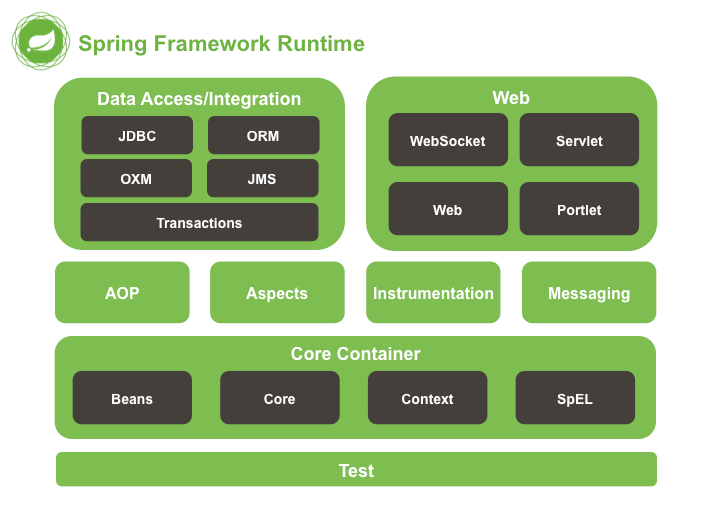 Spring Framework Runtime
Data Access/Integration
JDBC
ORM
OXM
JMS
Transactions
Web
WebSocket
Servlet
Web
Portlet
AOP
Aspects
Instrumentation
Messaging
Core Container
Beans
Core
Context
SpEL
Test